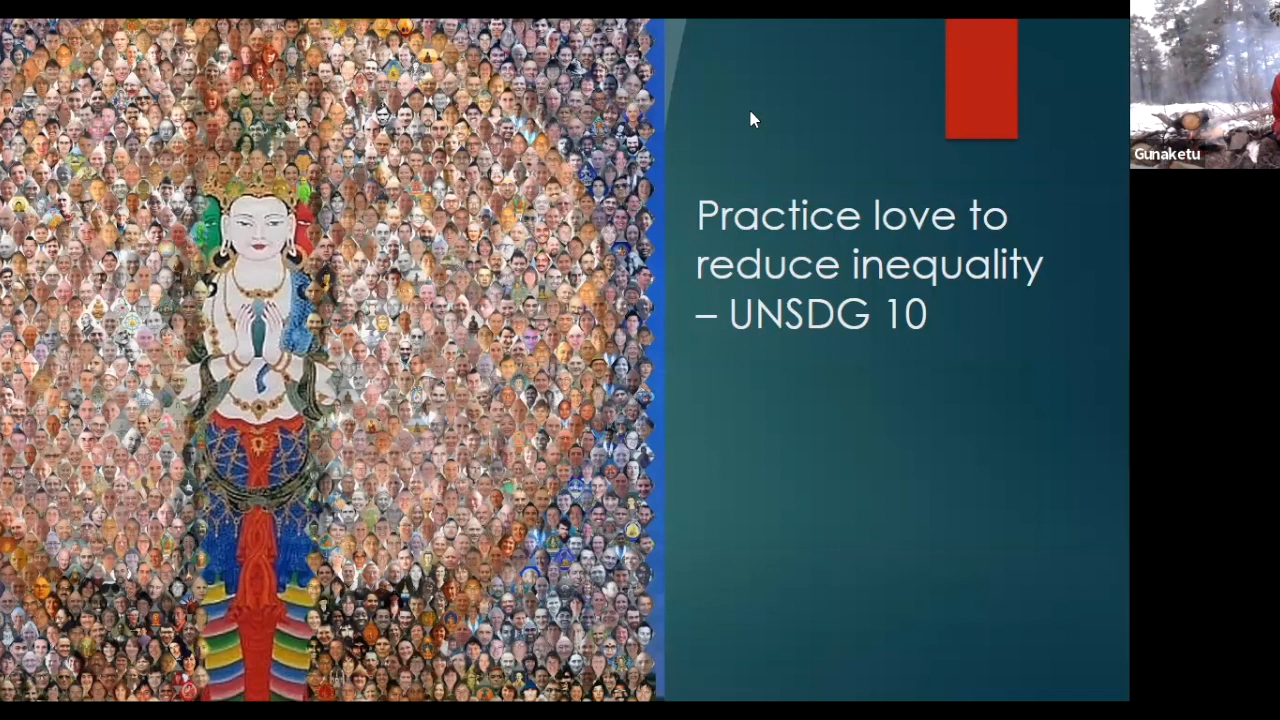 Practice love to
reduce inequality
– UNSDG 10
Gunaketu